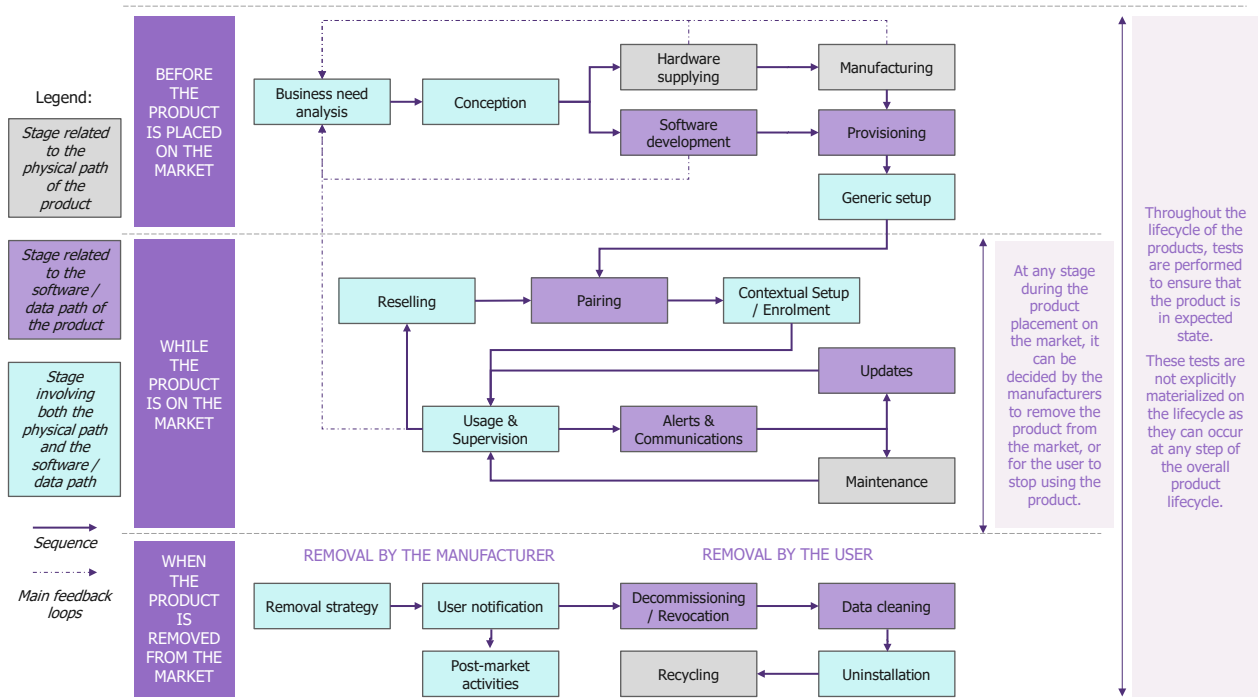 Legend:
Stage related
to the
physical path
of the
product
Stage related
to the
software /
data path of
the product
Stage
involving
both the
physical path
and the
software /
data path
Sequence
Main feedback
loops
BEFORE
THE
PRODUCT
IS PLACED
ON THE
MARKET
Business need
analysis
Conception
Hardware
supplying
Manufacturing
Software
development
Provisioning
Generic setup
WHILE
THE
PRODUCT
IS ON THE
MARKET
Reselling
Pairing
Contextual Setup
/ Enrolment
Updates
Usage &
Supervision
Alerts &
Communications
Maintenance
At any stage
during the
product
placement on
the market, it
can be
decided by the
manufacturers
to remove the
product from
the market, or
for the user to
stop using the
product.
Throughout the
lifecycle of the
products, tests
are performed
to ensure that
the product is
in expected
state.
These tests are
not explicitly
materialized on
the lifecycle as
they can occur
at any step of
the overall
product
lifecycle.
WHEN
THE
PRODUCT
IS
REMOVED
FROM THE
MARKET
REMOVAL BY THE MANUFACTURER
REMOVAL BY THE USER
Removal strategy
User notification
Decommissioning
/ Revocation
Data cleaning
Post-market
activities
Recycling
Uninstallation